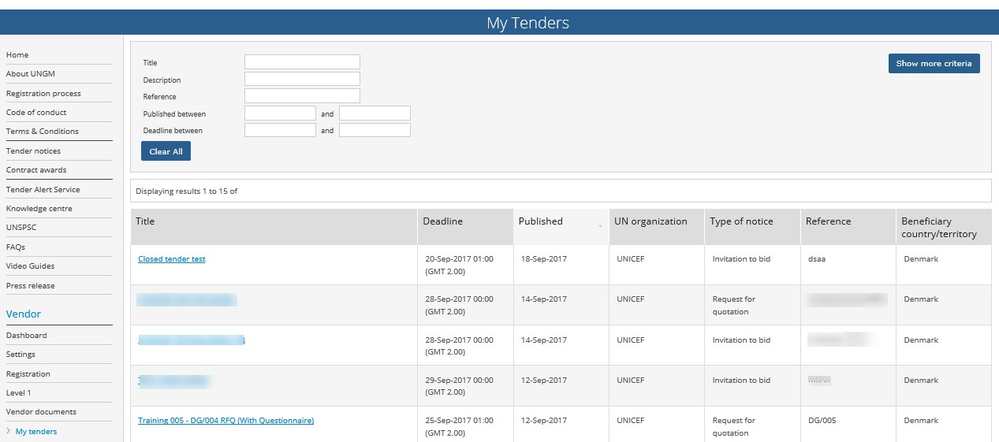 My Tenders
Home
About UNGM
Registration process
Code of conduct
Terms & Conditions
Tender notices
Contract awards
Tender Alert Service
Knowledge centre
UNSPSC
FAQs
Video Guides
Press release
Vendor
Dashboard
Settings
Registration
Level 1
Vendor documents
My tenders
Title
Show more criteria
Description
Reference
Published between and
Deadline between and
Clear All
Displaying results 1 to 15 of
Title Deadline Published UN organization Type of notice Reference Beneficiary
country/territory
Closed tender test 20-Sep-2017 01:00 18-Sep-2017 UNICEF Invitation to bid dsaa Denmark
(GMT 2.00)
28-Sep-2017 00:00 14-Sep-2017 UNICEF Request for Denmark
(GMT 2.00) quotation
28-Sep-2017 00:00 14-Sep-2017 UNICEF Invitation to bid Denmark
(GMT 2.00)
29-Sep-2017 00:00 12-Sep-2017 UNICEF Invitation to bid Denmark
(GMT 2.00)
Training 005 - DG/004 RFQ (With Questionnaire) 25-Sep-2017 01:00 12-Sep-2017 UNICEF Request for DG/005 Denmark
(GMT 2.00) quotation